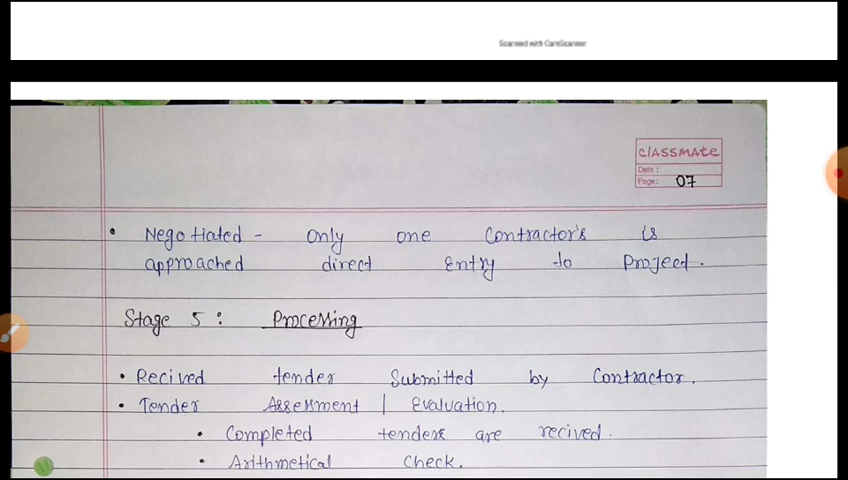 Scanned with CamScanner
CLASSMATE
Date :
Page : 07
• Negotiated - only one Contractor's is
approached direct Entry to Project.
Stage 5 : Processing
• Recived tender Submitted by Contractor.
• Tender Assesment / Evaluation.
• Completed tenders are recived.
• Arithmetical Check.